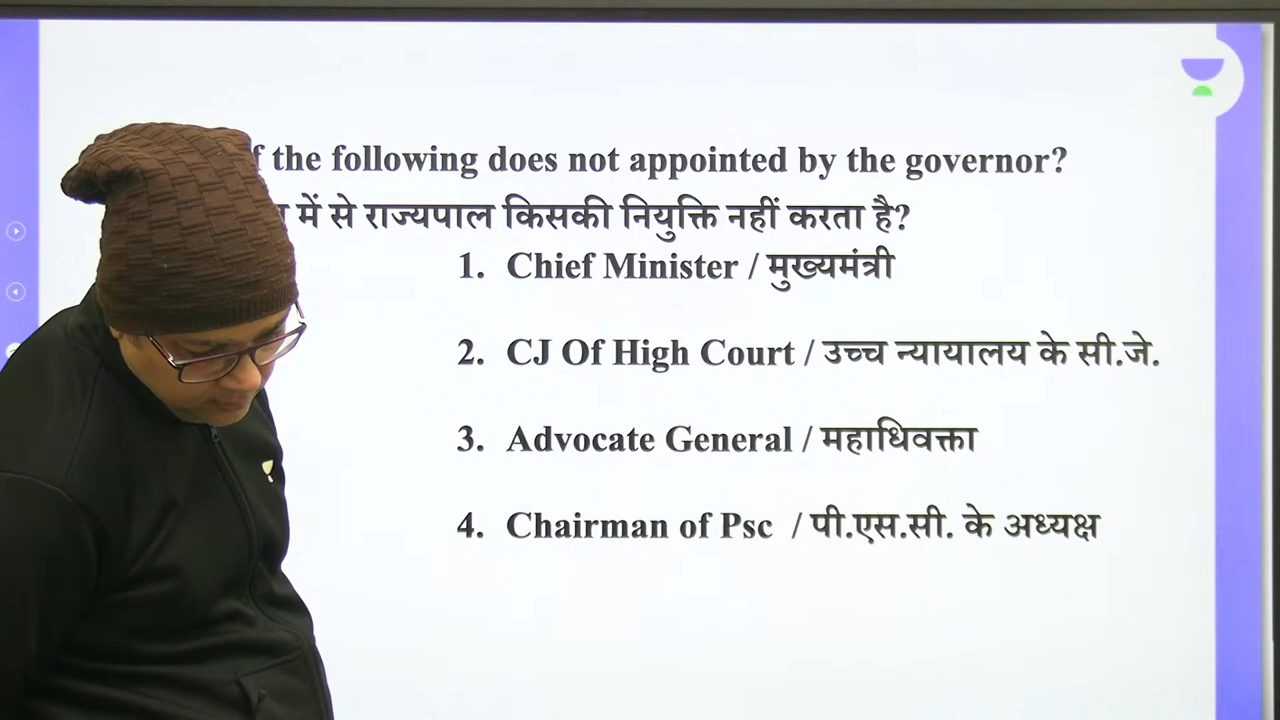 the following does not appointed by the governor?
में से राज्यपाल किसकी नियुक्ति नहीं करता है?
1. Chief Minister / मुख्यमंत्री
2. CJ Of High Court / उच्च न्यायालय के सी.जे.
3. Advocate General / महाधिवक्ता
4. Chairman of Psc / पी.एस.सी. के अध्यक्ष